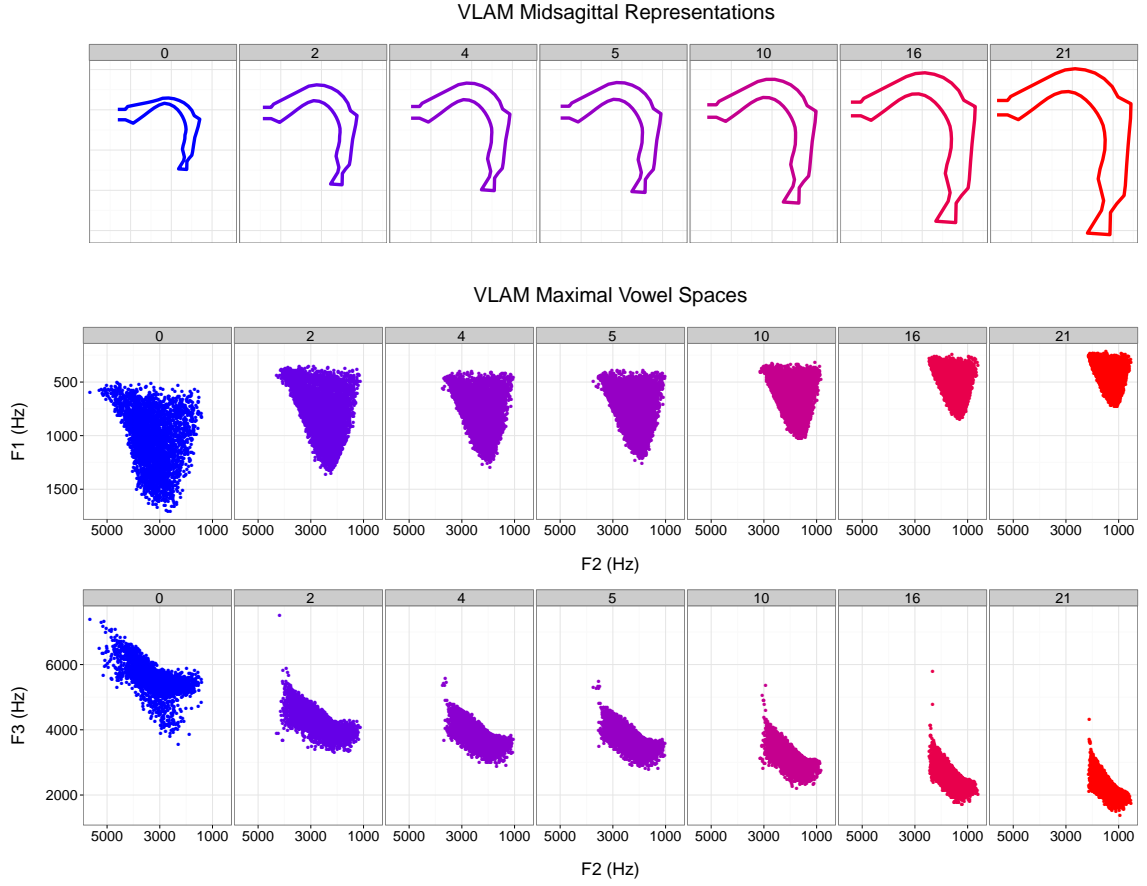 VLAM Midsagittal Representations
0 2 4 5 10 16 21
VLAM Maximal Vowel Spaces
0 2 4 5 10 16 21
500
1000
1500
F1 (Hz)
5000 3000 1000 5000 3000 1000 5000 3000 1000 5000 3000 1000 5000 3000 1000 5000 3000 1000 5000 3000 1000
F2 (Hz)
0 2 4 5 10 16 21
6000
4000
2000
F3 (Hz)
5000 3000 1000 5000 3000 1000 5000 3000 1000 5000 3000 1000 5000 3000 1000 5000 3000 1000 5000 3000 1000
F2 (Hz)